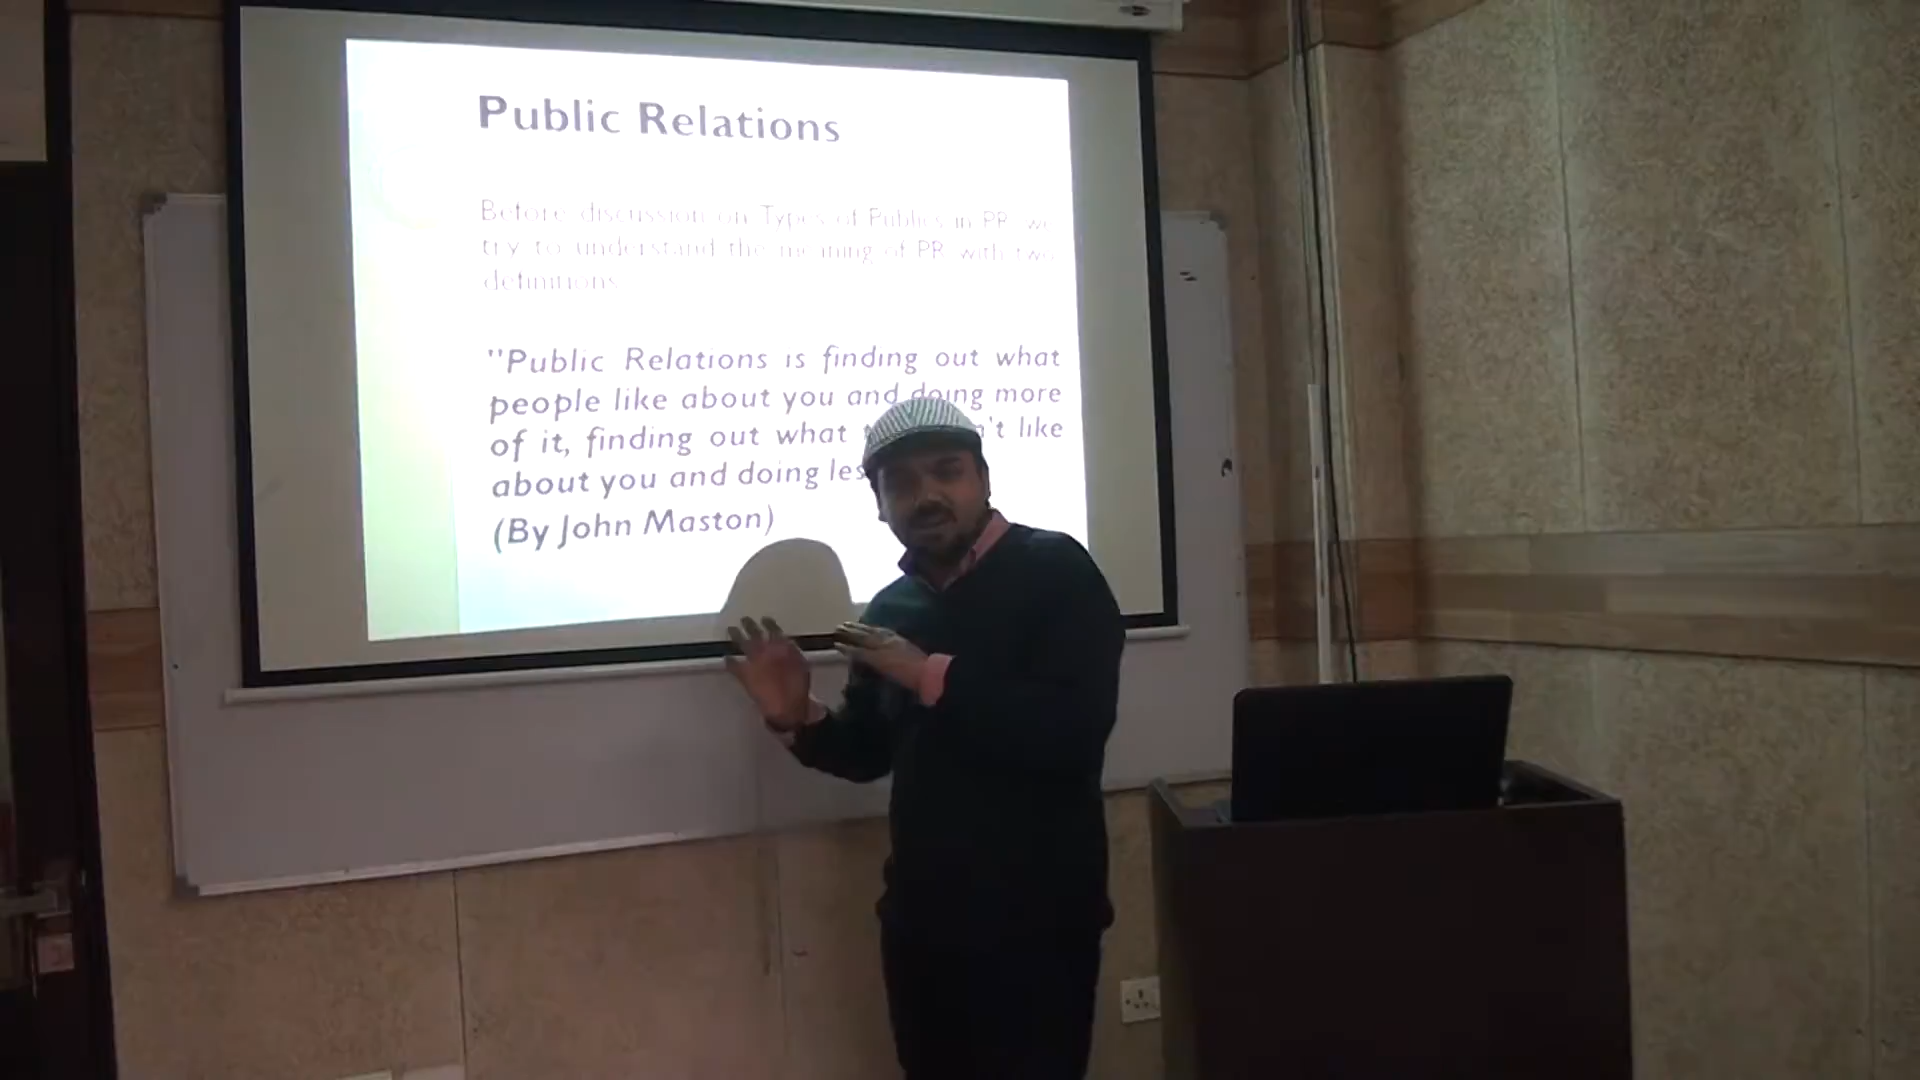 Public Relations
Before discussion on Types of Publics in PR, we
try to understand the meaning of PR with two
definitions
"Public Relations is finding out what
people like about you and doing more
of it, finding out what 't like
about you and doing les
(By John Maston)